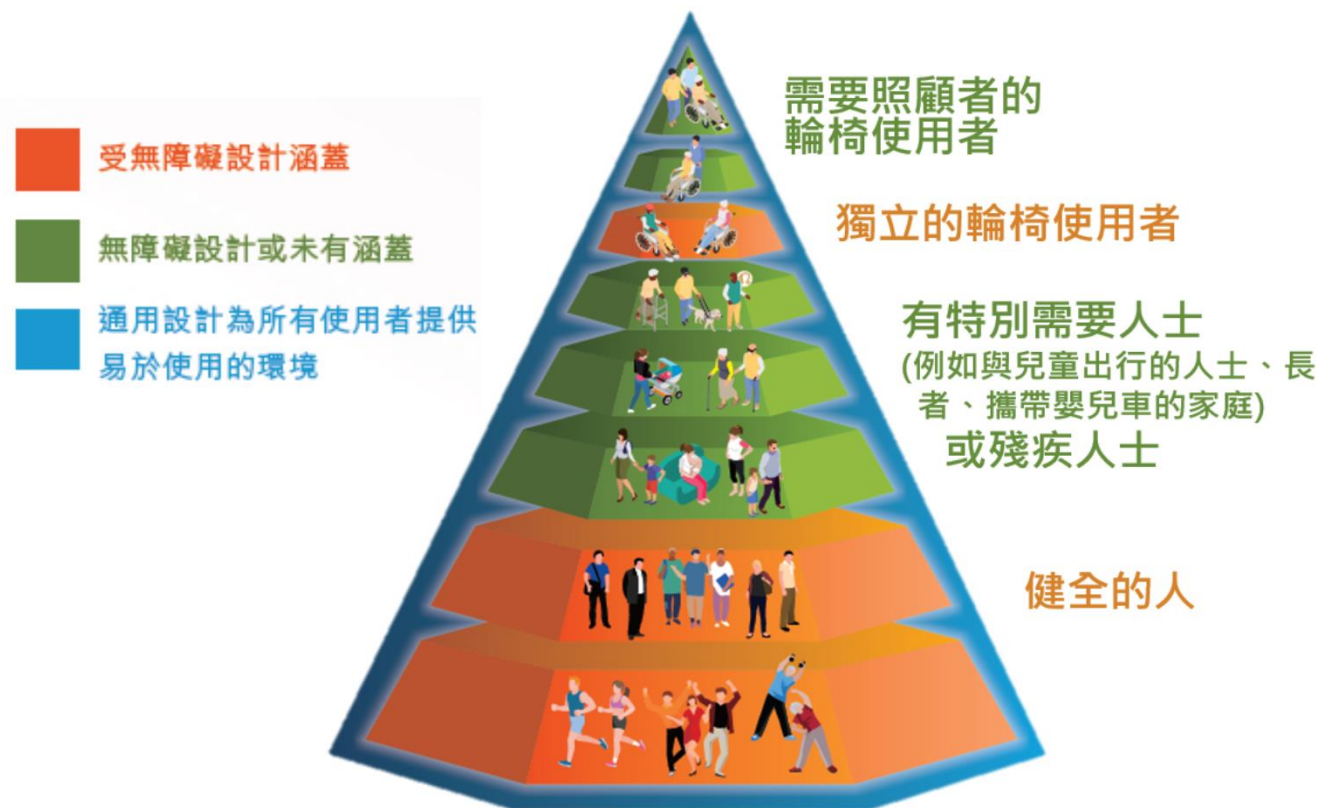 受無障礙設計涵蓋
無障礙設計或未有涵蓋
通用設計為所有使用者提供
易於使用的環境
需要照顧者的
輪椅使用者
獨立的輪椅使用者
有特別需要人士
(例如與兒童出行的人士、長
者、攜帶嬰兒車的家庭)
或殘疾人士
健全的人